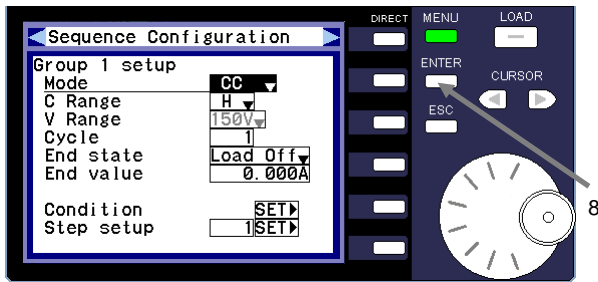 Sequence Configuration
Group 1 setup
Mode CC
C Range H
V Range 150V
Cycle 1
End state Load Off
End value 0.000A
Condition SET
Step setup 1 SET
DIRECT
MENU
LOAD
ENTER
CURSOR
ESC
8